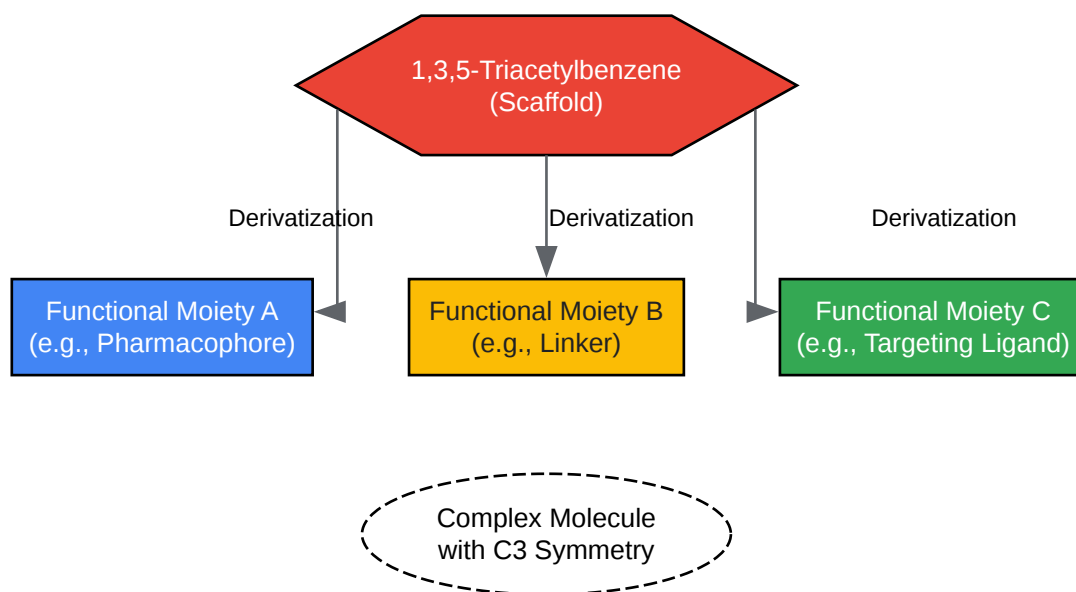 1,3,5-Triacetylbenzene
(Scaffold)
Derivatization
Derivatization
Derivatization
Functional Moiety A
(e.g., Pharmacophore)
Functional Moiety B
(e.g., Linker)
Functional Moiety C
(e.g., Targeting Ligand)
Complex Molecule
with C3 Symmetry